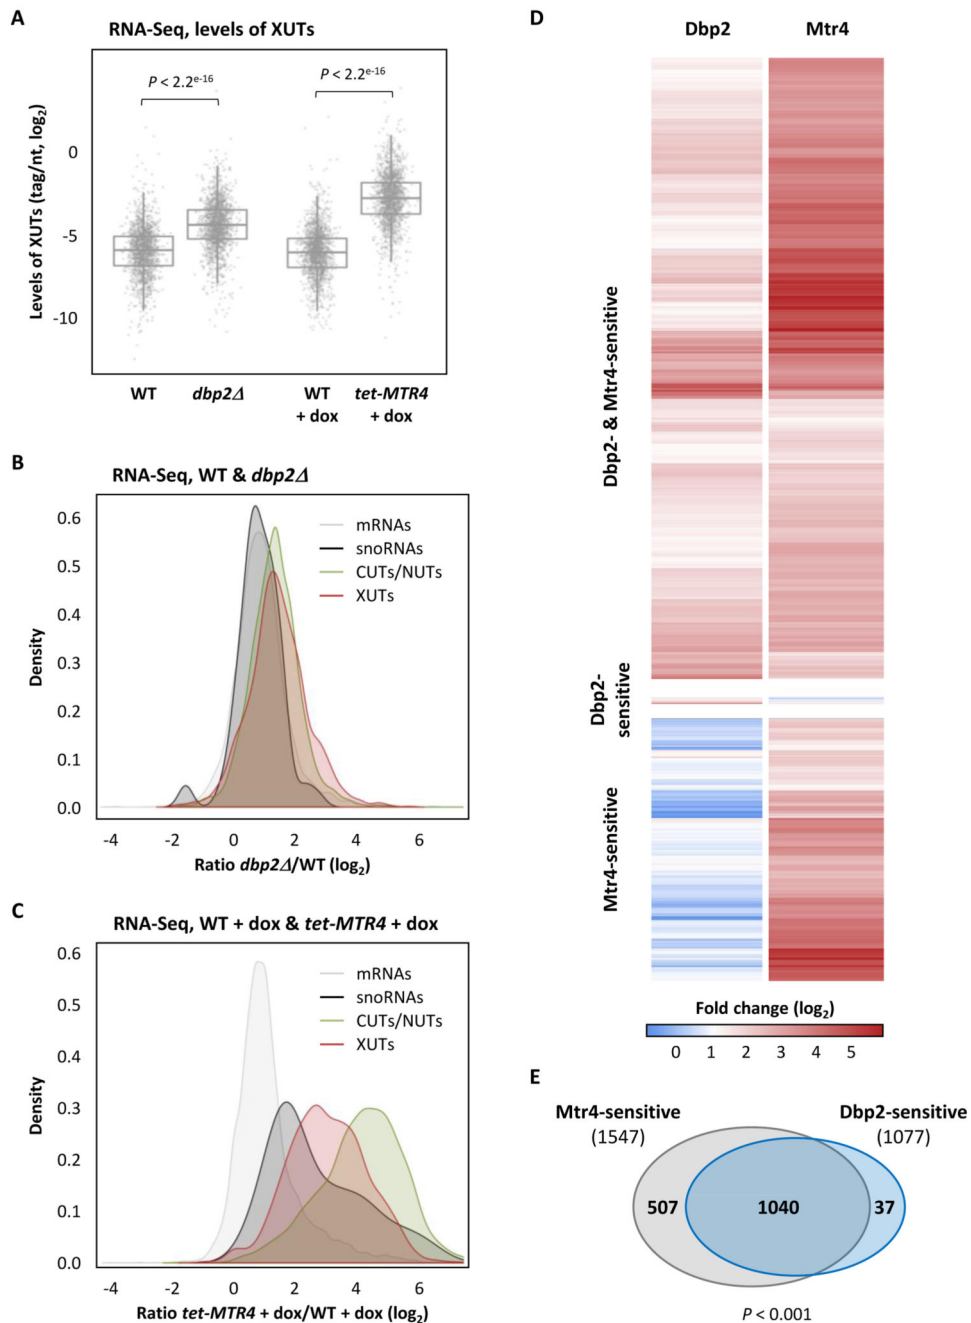 A
RNA-Seq, levels of XUTs
P < 2.2e-16
P < 2.2e-16
Levels of XUTs (tag/nt, log2)
0
-5
-10
WT
dbp2Δ
WT
+ dox
tet-MTR4
+ dox
B
RNA-Seq, WT & dbp2Δ
mRNAs
snoRNAs
CUTs/NUTs
XUTs
Density
0.6
0.5
0.4
0.3
0.2
0.1
0.0
-4 -2 0 2 4 6
Ratio dbp2Δ/WT (log2)
C
RNA-Seq, WT + dox & tet-MTR4 + dox
mRNAs
snoRNAs
CUTs/NUTs
XUTs
Density
0.6
0.5
0.4
0.3
0.2
0.1
0.0
-4 -2 0 2 4 6
Ratio tet-MTR4 + dox/WT + dox (log2)
D
Dbp2 Mtr4
Dbp2- & Mtr4-sensitive
Dbp2-
sensitive
Mtr4-sensitive
Fold change (log2)
0 1 2 3 4 5
E
Mtr4-sensitive
(1547)
Dbp2-sensitive
(1077)
507 1040 37
P < 0.001